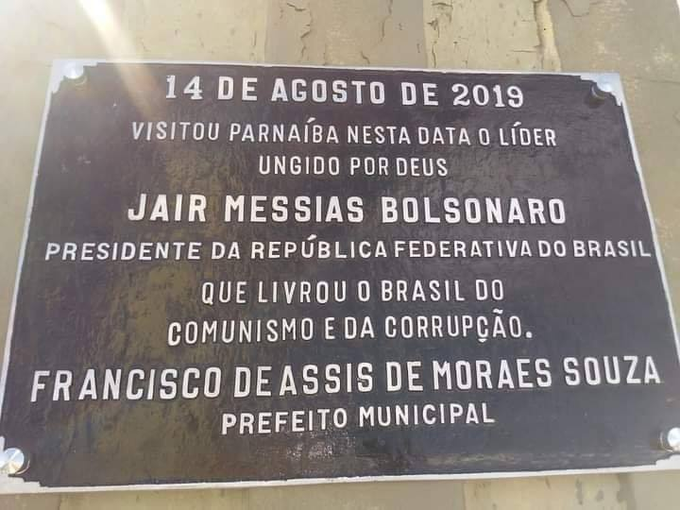 14 DE AGOSTO DE 2019
VISITOU PARNAÍBA NESTA DATA O LÍDER
UNGIDO POR DEUS
JAIR MESSIAS BOLSONARO
PRESIDENTE DA REPÚBLICA FEDERATIVA DO BRASIL
QUE LIVROU O BRASIL DO
COMUNISMO E DA CORRUPÇÃO.
FRANCISCO DE ASSIS DE MORAES SOUZA
PREFEITO MUNICIPAL